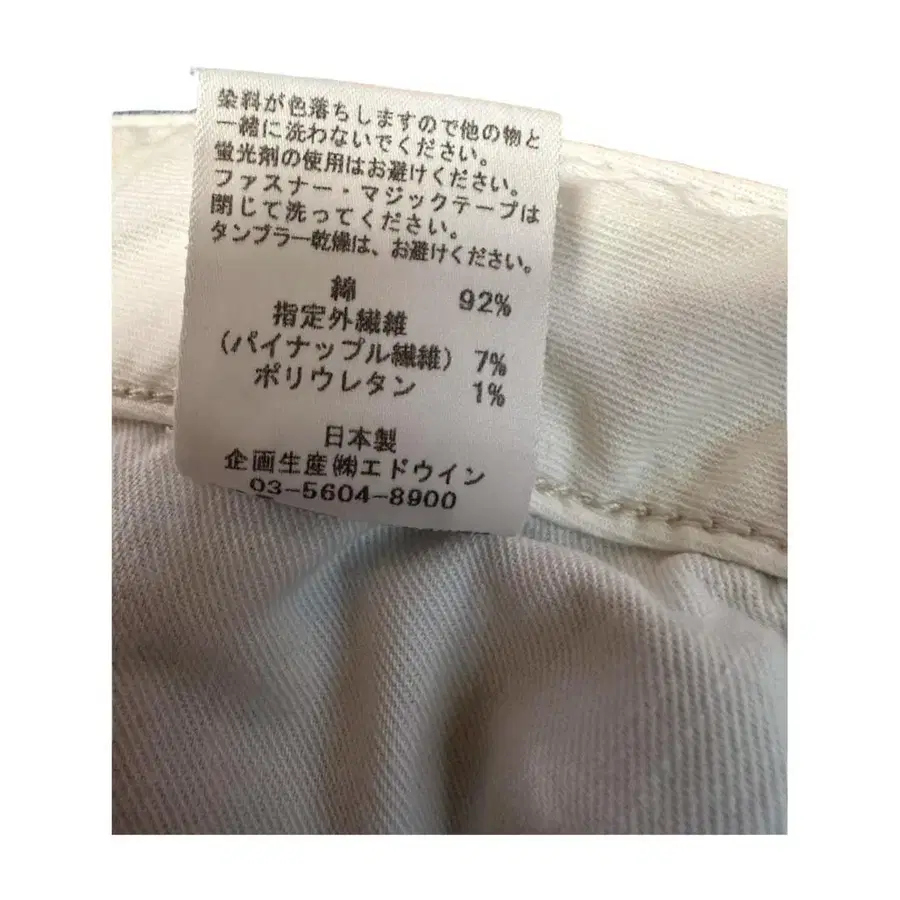 染料が色落ちしますので他の物と
一緒に洗わないでください。
蛍光剤の使用はお避けください。
ファスナー・マジックテープは
閉じて洗ってください。
タンブラー乾燥は、お避けください。
綿 92%
指定外繊維
(パイナップル繊維) 7%
ポリウレタン 1%
日本製
企画生産㈱エドウイン
03-5604-8900